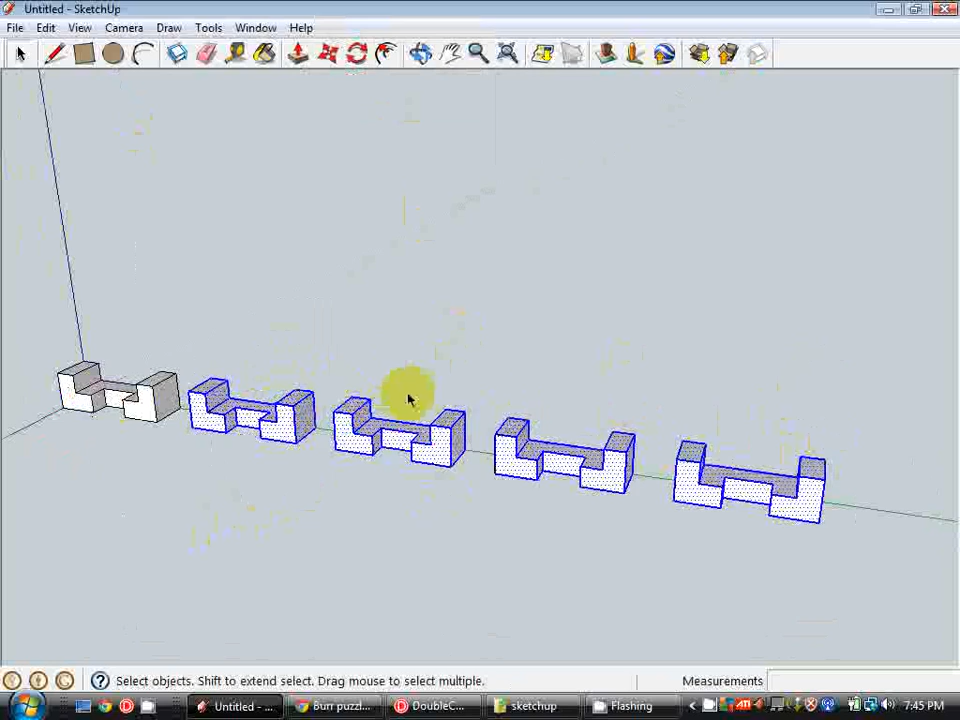 Untitled - SketchUp
File Edit View Camera Draw Tools Window Help
Select objects. Shift to extend select. Drag mouse to select multiple.
Measurements
Untitled - ...
Burr puzzl...
DoubleC...
sketchup
Flashing
ATI
7:45 PM